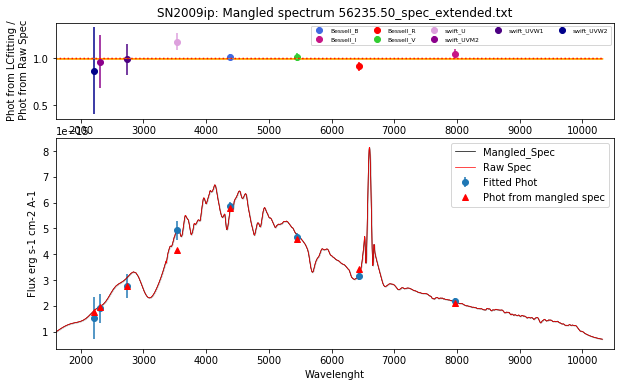 SN2009ip: Mangled spectrum 56235.50_spec_extended.txt
Phot from LCfitting /
Phot from Raw Spec
1.0
0.5
Bessell_B
Bessell_I
Bessell_R
Bessell_V
swift_U
swift_UVM2
swift_UVW1
swift_UVW2
2000 3000 4000 5000 6000 7000 8000 9000 10000
Flux erg s-1 cm-2 A-1
8
7
6
5
4
3
2
1
Mangled_Spec
Raw Spec
Fitted Phot
Phot from mangled spec
2000 3000 4000 5000 6000 7000 8000 9000 10000
Wavelenght